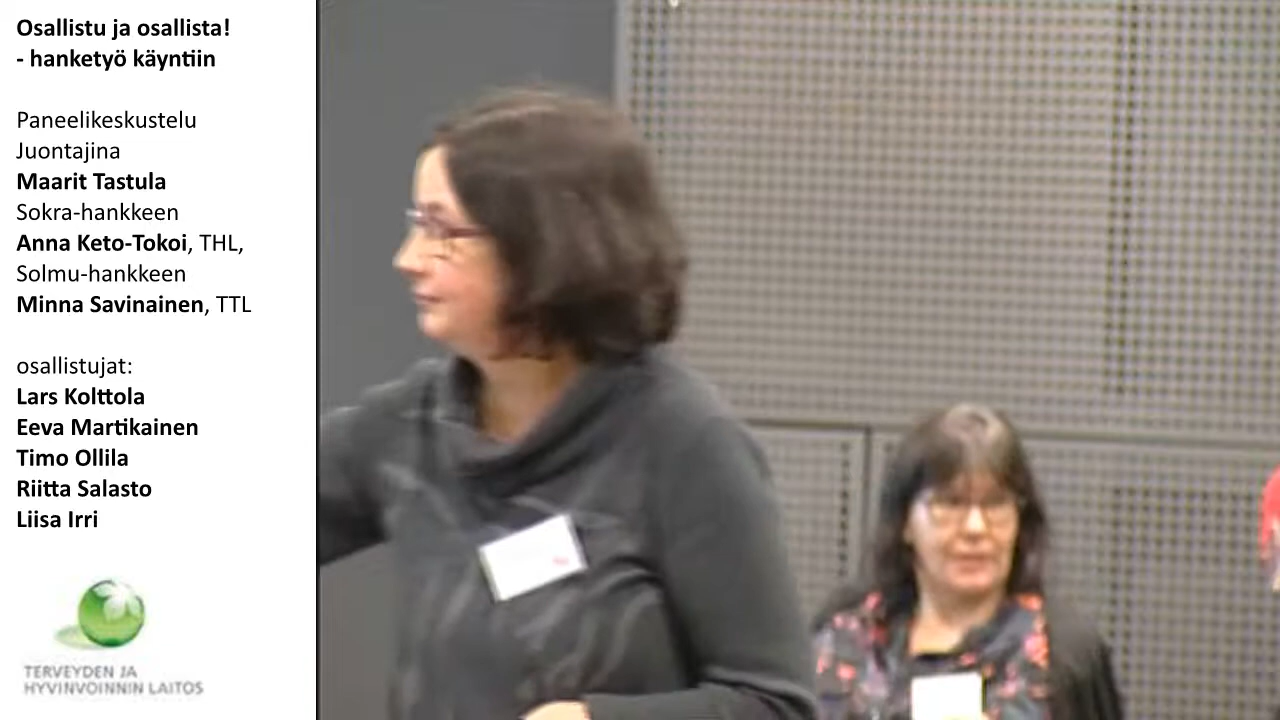 Osallistu ja osallista!
- hanketyö käyntiin
Paneelikeskustelu
Juontajina
Maarit Tastula
Sokra-hankkeen
Anna Keto-Tokoi, THL,
Solmu-hankkeen
Minna Savinainen, TTL
osallistujat:
Lars Kolttola
Eeva Martikainen
Timo Ollila
Riitta Salasto
Liisa Irri
TERVEYDEN JA
HYVINVOINNIN LAITOS